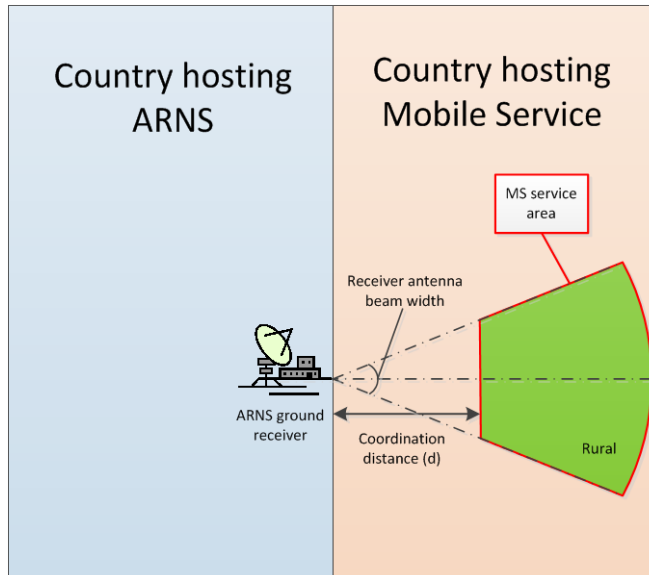 Country hosting
ARNS
Country hosting
Mobile Service
MS service
area
Receiver antenna
beam width
ARNS ground
receiver
Coordination
distance (d)
Rural